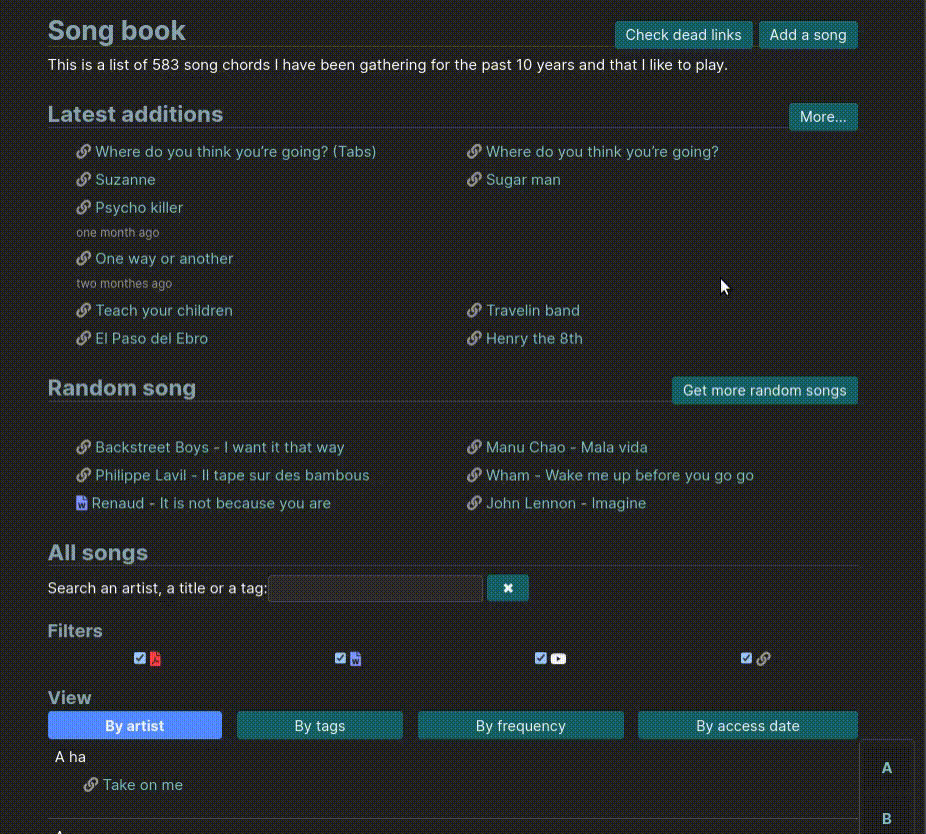 Song book
Check dead links Add a song
This is a list of 583 song chords I have been gathering for the past 10 years and that I like to play.
Latest additions
More...
Where do you think you’re going? (Tabs) Where do you think you’re going?
Suzanne Sugar man
Psycho killer
one month ago
One way or another
two monthes ago
Teach your children Travelin band
El Paso del Ebro Henry the 8th
Random song
Get more random songs
Backstreet Boys - I want it that way Manu Chao - Mala vida
Philippe Lavil - Il tape sur des bambous Wham - Wake me up before you go go
Renaud - It is not because you are John Lennon - Imagine
All songs
Search an artist, a title or a tag:
Filters
View
By artist By tags By frequency By access date
A ha
A
Take on me
B